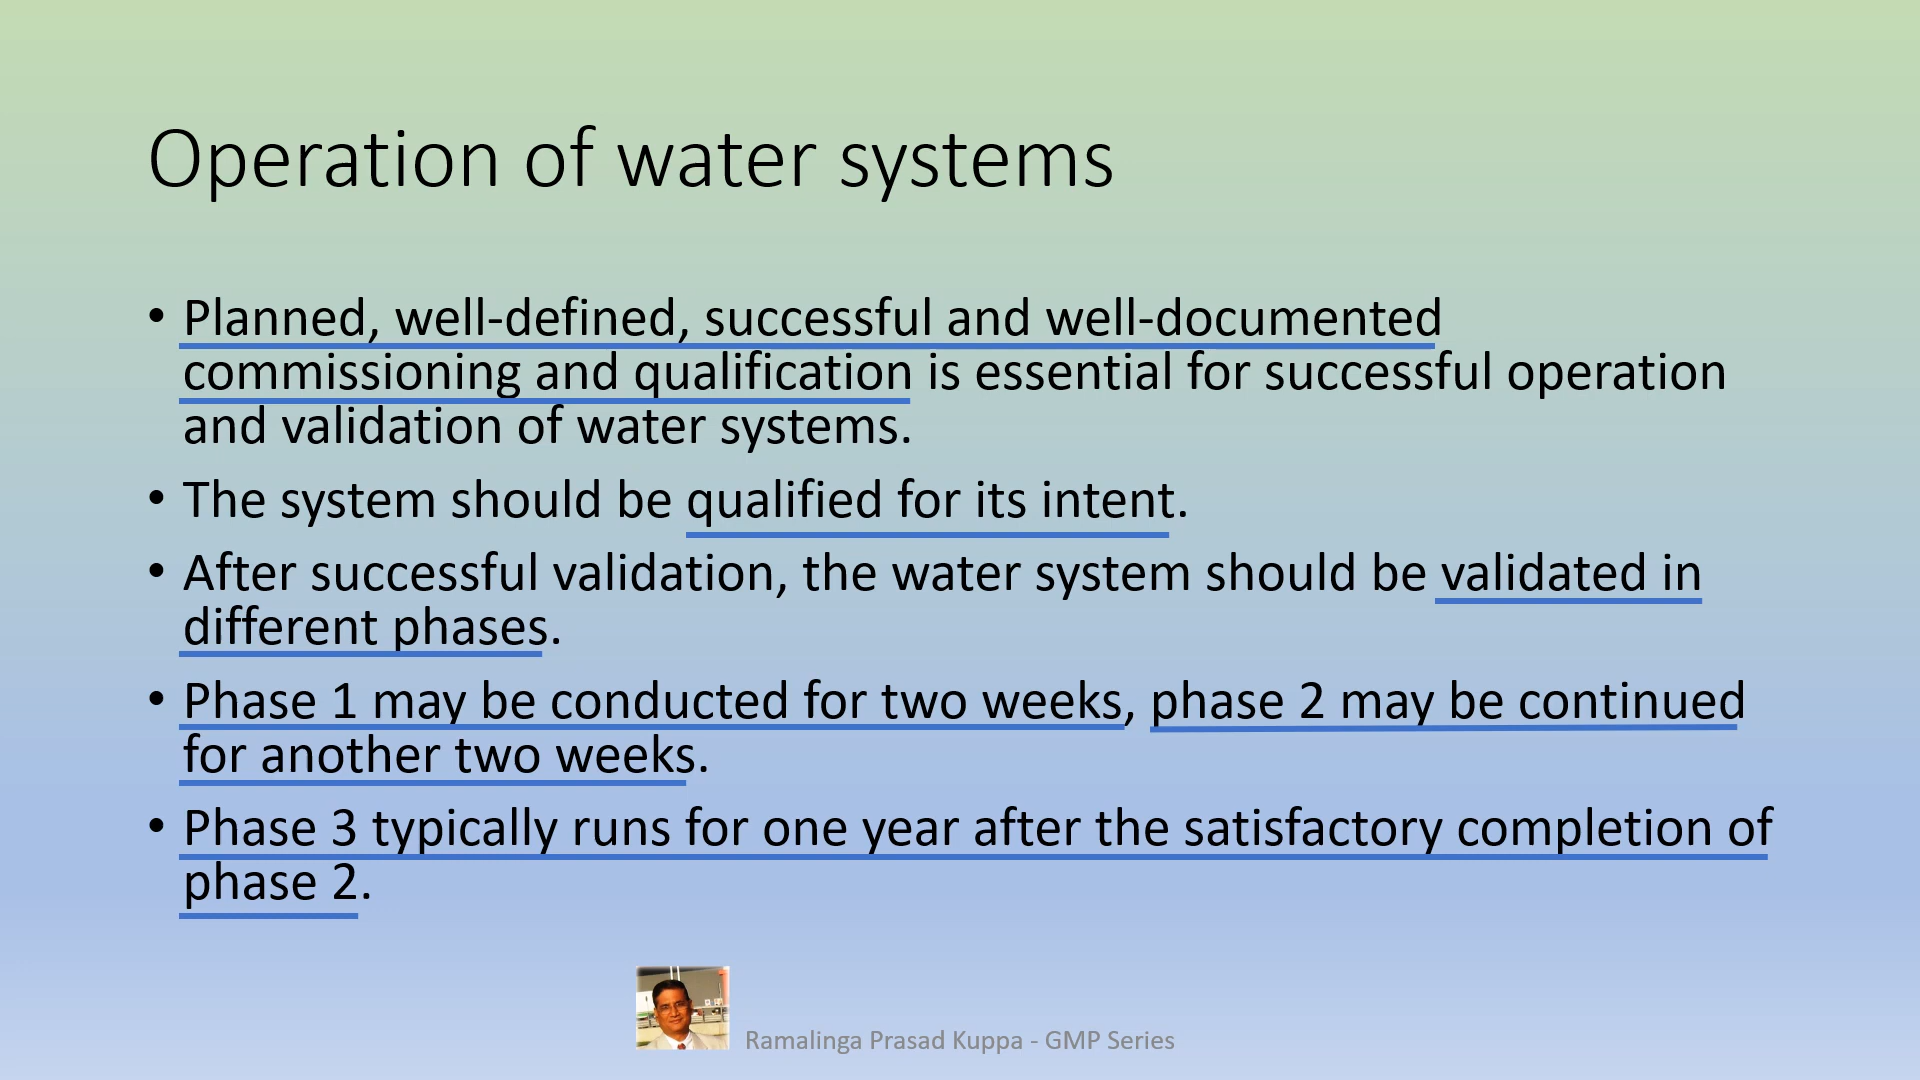 Operation of water systems
• Planned, well-defined, successful and well-documented
commissioning and qualification is essential for successful operation
and validation of water systems.
• The system should be qualified for its intent.
• After successful validation, the water system should be validated in
different phases.
• Phase 1 may be conducted for two weeks, phase 2 may be continued
for another two weeks.
• Phase 3 typically runs for one year after the satisfactory completion of
phase 2.
Ramalinga Prasad Kuppa - GMP Series